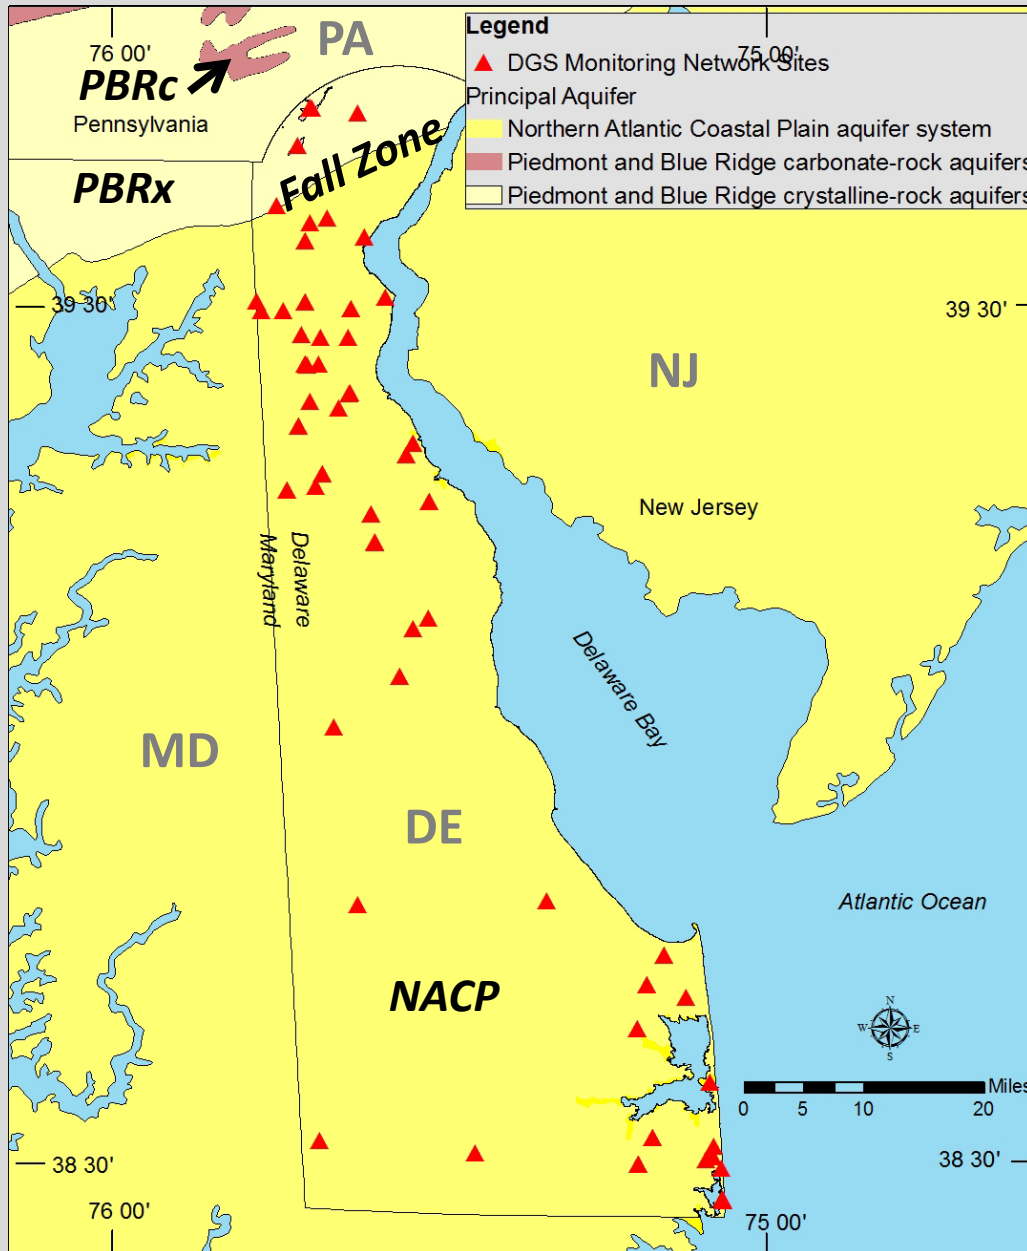 Legend
DGS Monitoring Network Sites
Principal Aquifer
Northern Atlantic Coastal Plain aquifer system
Piedmont and Blue Ridge carbonate-rock aquifers
Piedmont and Blue Ridge crystalline-rock aquifers
76 00'
75 00'
PA
PBRc
Pennsylvania
PBRx
Fall Zone
39 30'
39 30'
NJ
New Jersey
Delaware
Maryland
Delaware Bay
MD
DE
Atlantic Ocean
NACP
N
W E
S
Miles
0 5 10 20
38 30'
38 30'
76 00'
75 00'